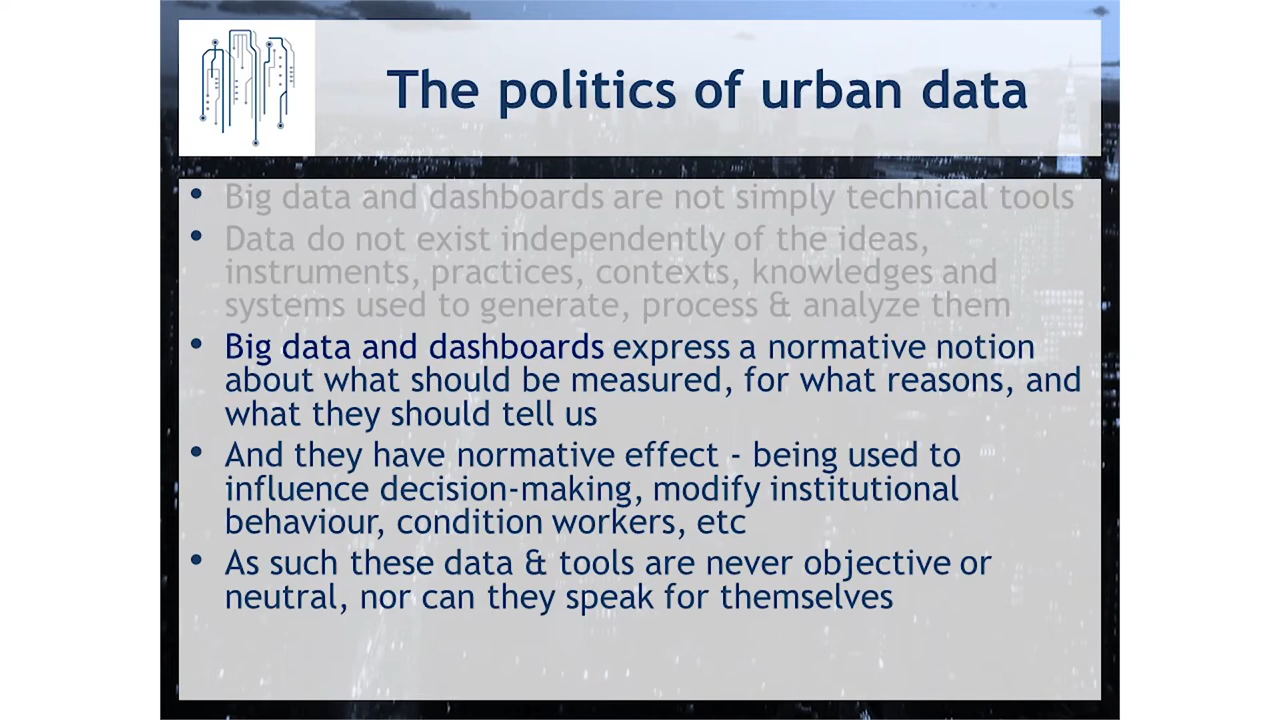 The politics of urban data
• Big data and dashboards are not simply technical tools
• Data do not exist independently of the ideas,
instruments, practices, contexts, knowledges and
systems used to generate, process & analyze them
• Big data and dashboards express a normative notion
about what should be measured, for what reasons, and
what they should tell us
• And they have normative effect - being used to
influence decision-making, modify institutional
behaviour, condition workers, etc
• As such these data & tools are never objective or
neutral, nor can they speak for themselves